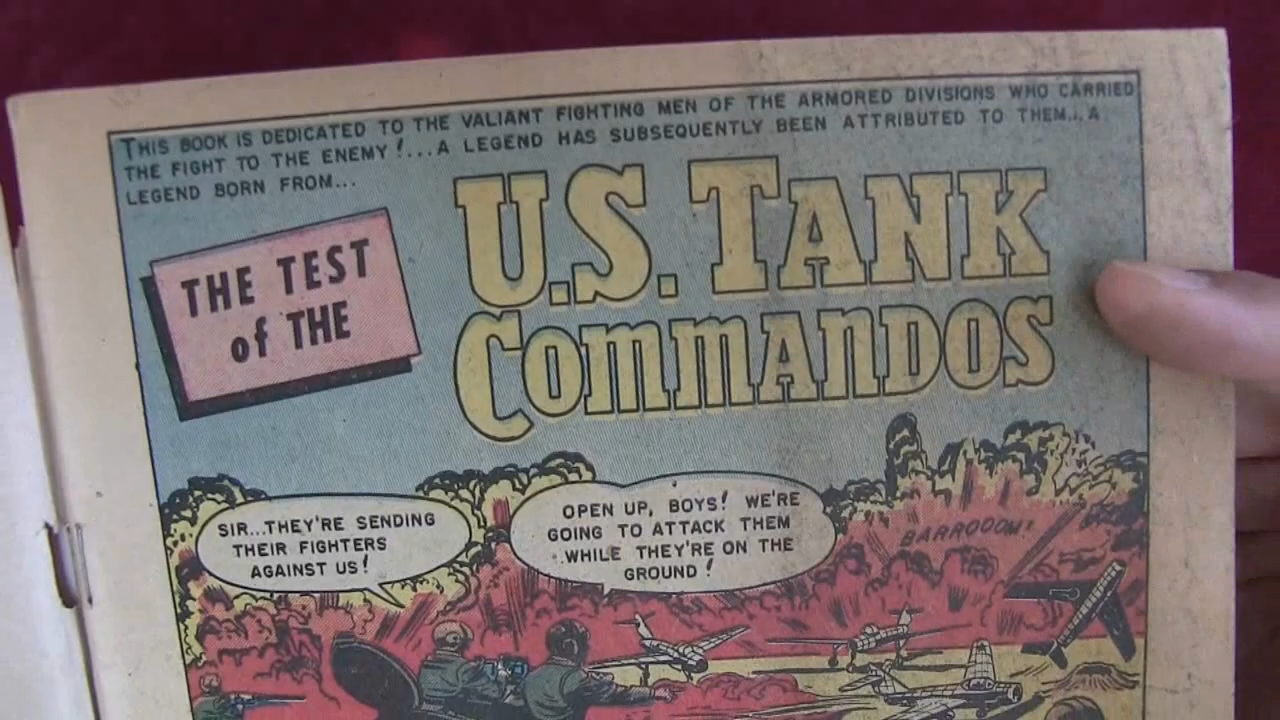 THIS BOOK IS DEDICATED TO THE VALIANT FIGHTING MEN OF THE ARMORED DIVISIONS WHO CARRIED
THE FIGHT TO THE ENEMY!...A LEGEND HAS SUBSEQUENTLY BEEN ATTRIBUTED TO THEM... A
LEGEND BORN FROM...
THE TEST
of THE
U.S. TANK
COMMANDOS
SIR...THEY'RE SENDING
THEIR FIGHTERS
AGAINST US!
OPEN UP, BOYS! WE'RE
GOING TO ATTACK THEM
WHILE THEY'RE ON THE
GROUND!
BARROOOM!